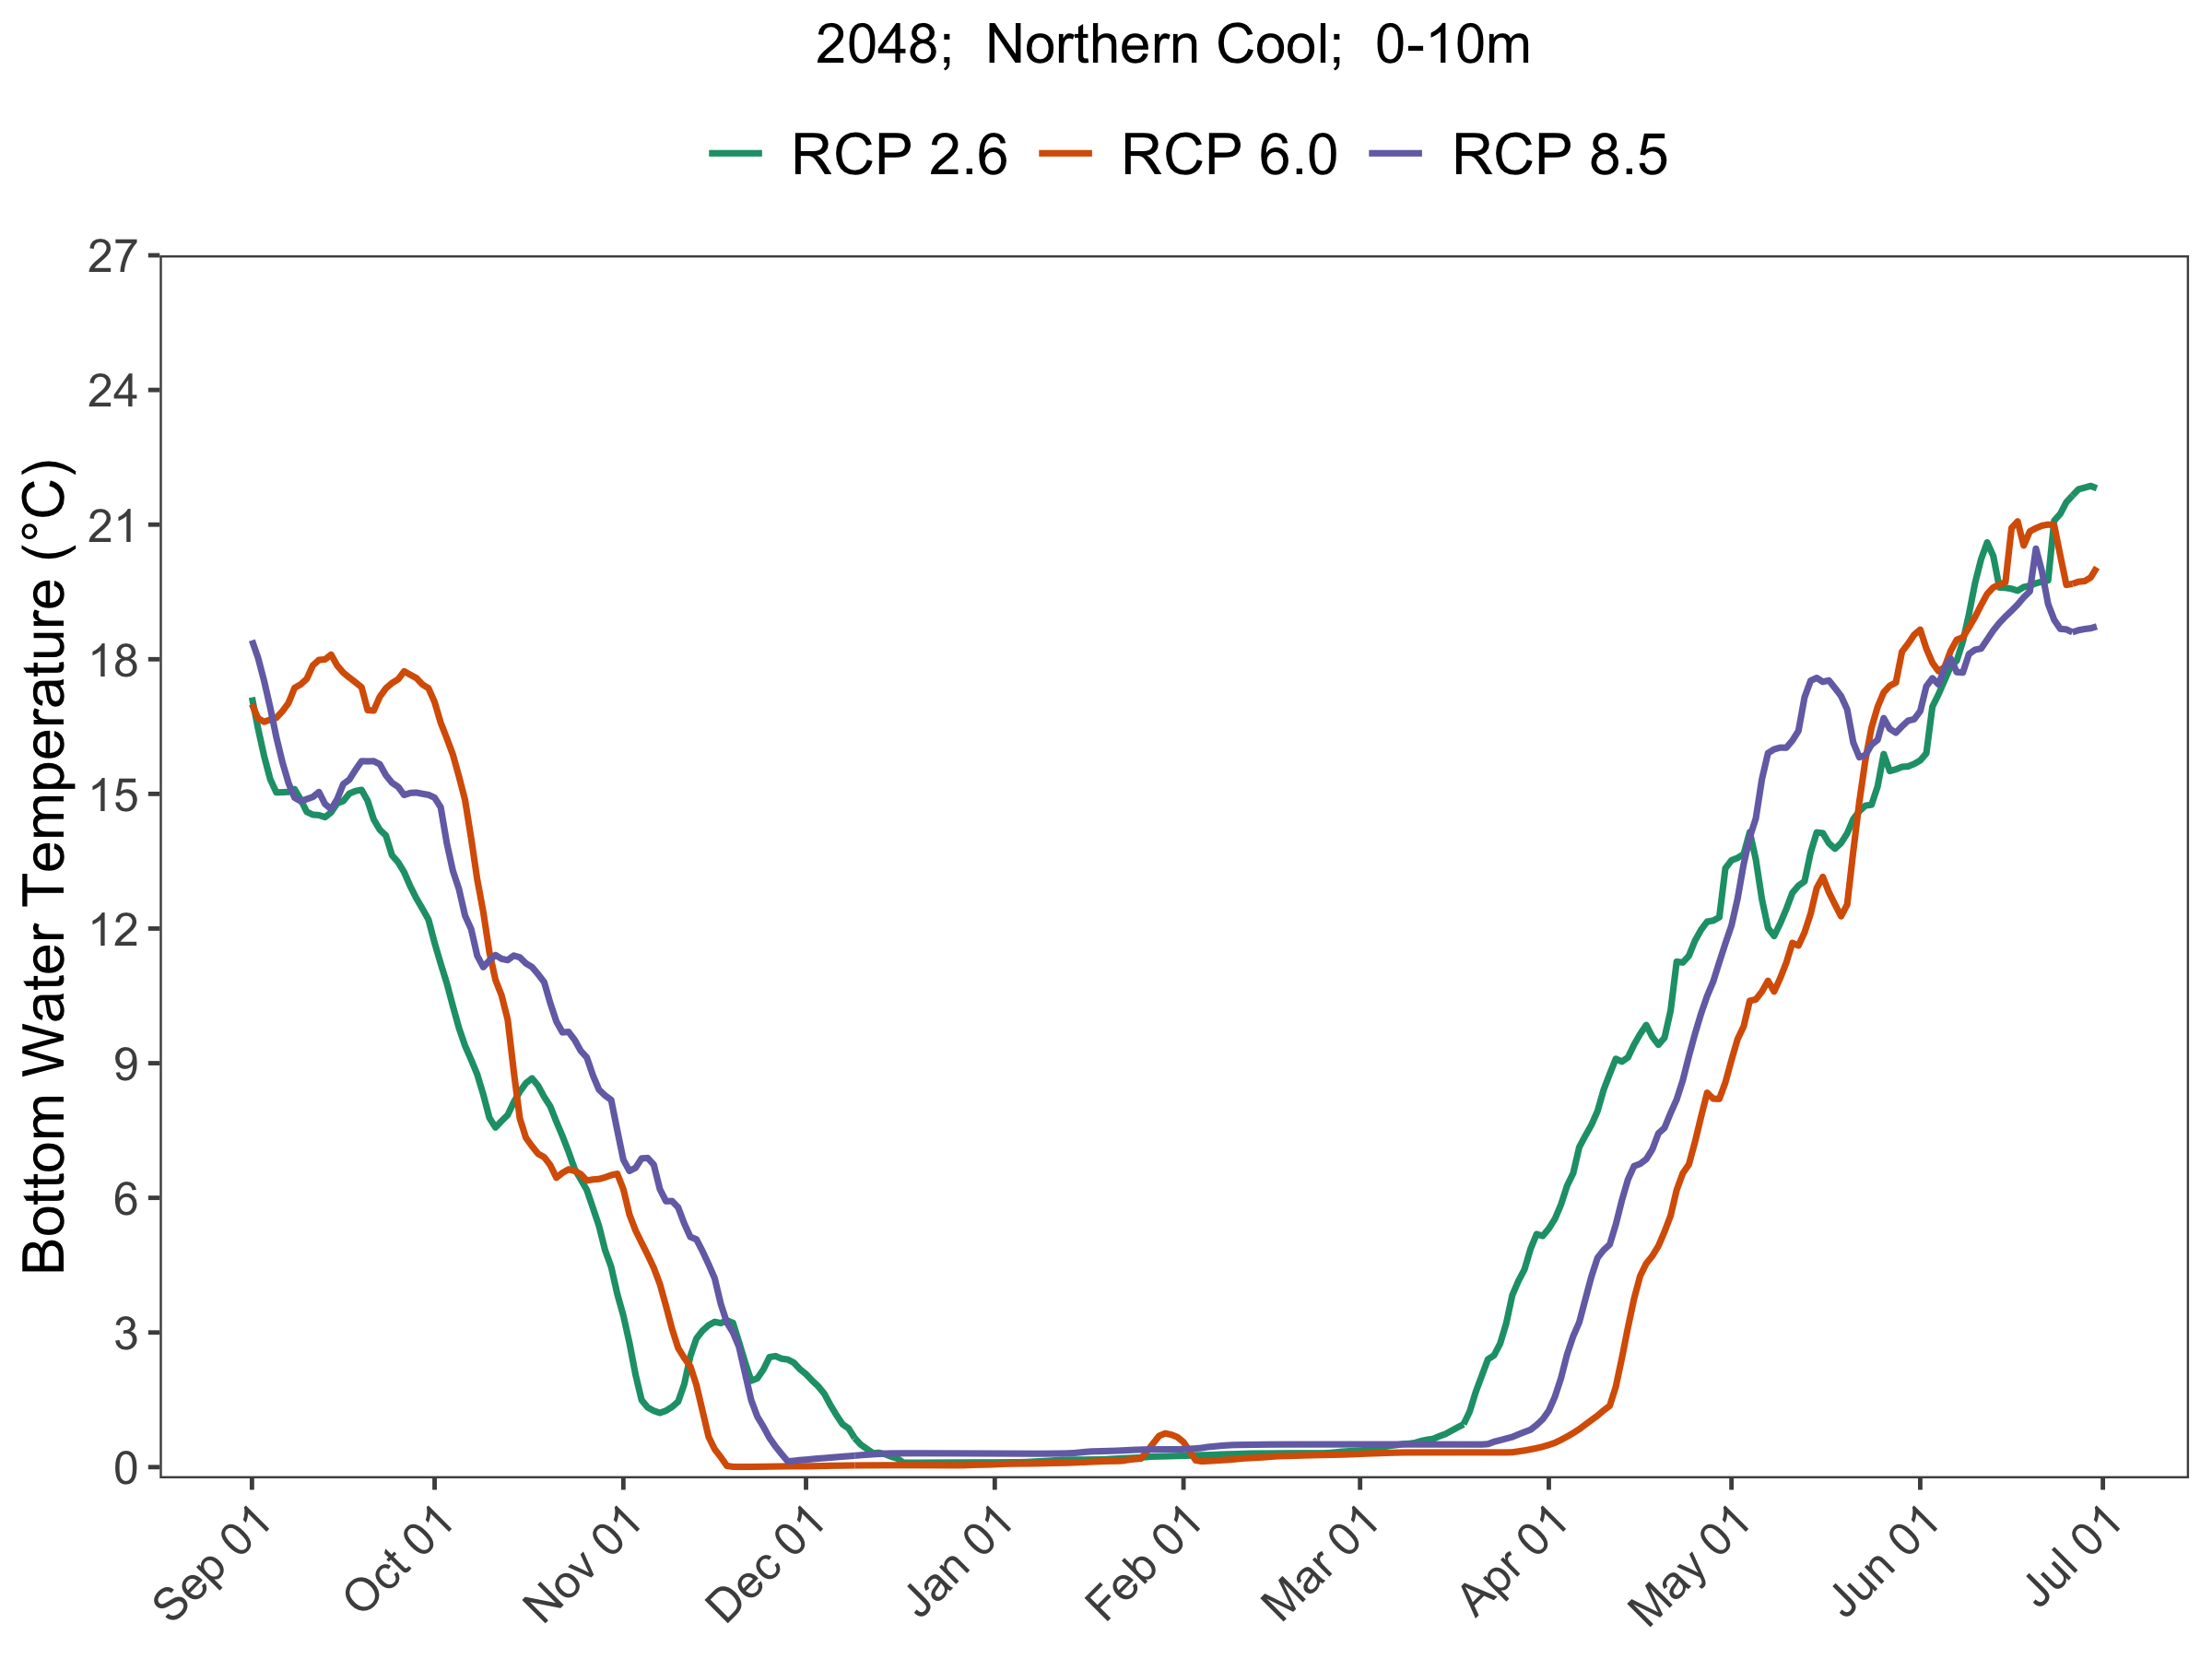 2048;  Northern Cool;  0-10m
RCP 2.6 RCP 6.0 RCP 8.5
Bottom Water Temperature (°C)
27
24
21
18
15
12
9
6
3
0
Sep 01 Oct 01 Nov 01 Dec 01 Jan 01 Feb 01 Mar 01 Apr 01 May 01 Jun 01 Jul 01